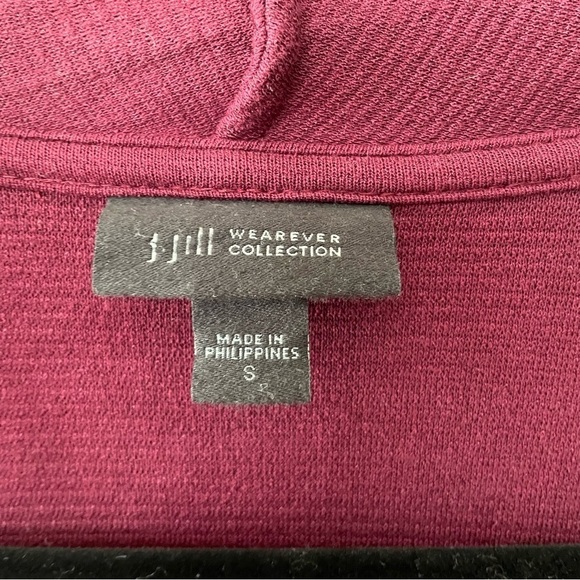 J.Jill WEAREVER
COLLECTION
MADE IN
PHILIPPINES
S